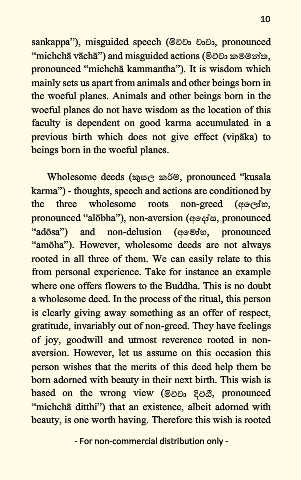 10
sankappa”), misguided speech (මිච්ඡා වාචා, pronounced
“michchā vāchā”) and misguided actions (මිච්ඡා කම්මන්ත,
pronounced “michchā kammantha”). It is wisdom which
mainly sets us apart from animals and other beings born in
the woeful planes. Animals and other beings born in the
woeful planes do not have wisdom as the location of this
faculty is dependent on good karma accumulated in a
previous birth which does not give effect (vipāka) to
beings born in the woeful planes.
Wholesome deeds (කුසල කර්ම, pronounced “kusala
karma”) - thoughts, speech and actions are conditioned by
the three wholesome roots non-greed (අලෝභ,
pronounced “alōbha”), non-aversion (අදෝස, pronounced
“adōsa”) and non-delusion (අමෝහ, pronounced
“amōha”). However, wholesome deeds are not always
rooted in all three of them. We can easily relate to this
from personal experience. Take for instance an example
where one offers flowers to the Buddha. This is no doubt
a wholesome deed. In the process of the ritual, this person
is clearly giving away something as an offer of respect,
gratitude, invariably out of non-greed. They have feelings
of joy, goodwill and utmost reverence rooted in non-
aversion. However, let us assume on this occasion this
person wishes that the merits of this deed help them be
born adorned with beauty in their next birth. This wish is
based on the wrong view (මිච්ඡා දිට්ඨි, pronounced
“michchā ditthi”) that an existence, albeit adorned with
beauty, is one worth having. Therefore this wish is rooted
- For non-commercial distribution only -